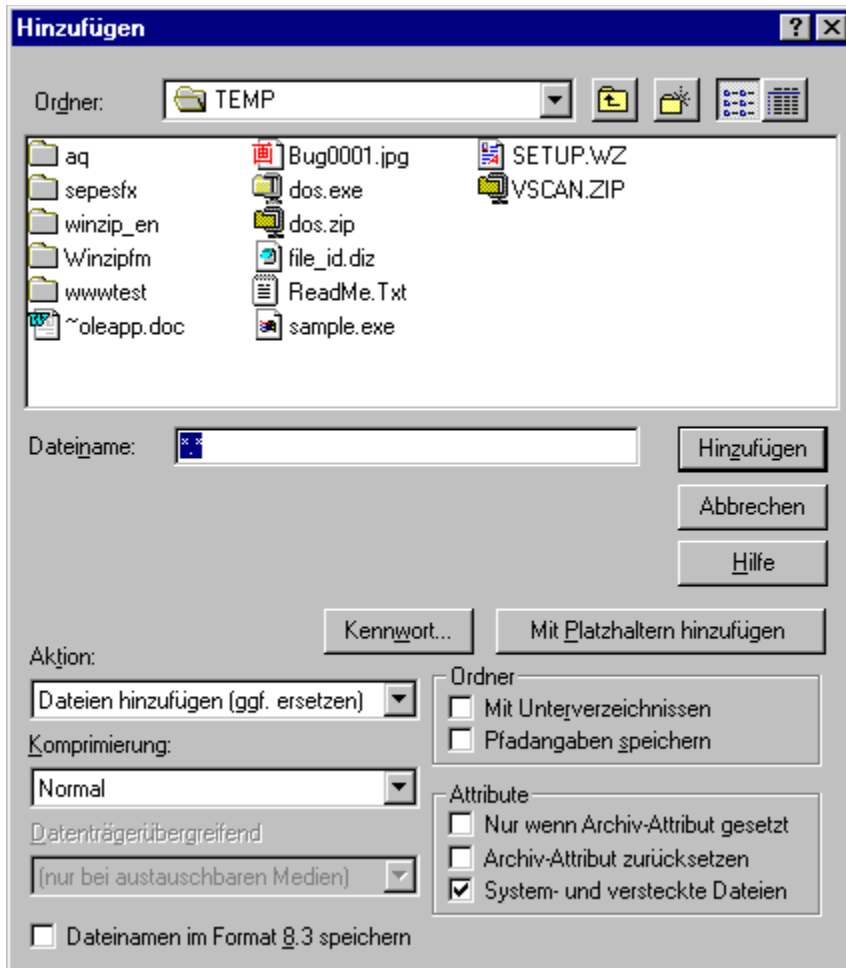 Hinzufügen
Ordner: TEMP
aq
sepesfx
winzip_en
Winzipfm
wwwtest
~oleapp.doc
Bug0001.jpg
dos.exe
dos.zip
file_id.diz
ReadMe.Txt
sample.exe
SETUP.WZ
VSCAN.ZIP
Dateiname: *.*
Hinzufügen
Abbrechen
Hilfe
Kennwort...
Mit Platzhaltern hinzufügen
Aktion:
Dateien hinzufügen (ggf. ersetzen)
Komprimierung:
Normal
Datenträgerübergreifend
(nur bei austauschbaren Medien)
Dateinamen im Format 8.3 speichern
Ordner
Mit Unterverzeichnissen
Pfadangaben speichern
Attribute
Nur wenn Archiv-Attribut gesetzt
Archiv-Attribut zurücksetzen
System- und versteckte Dateien